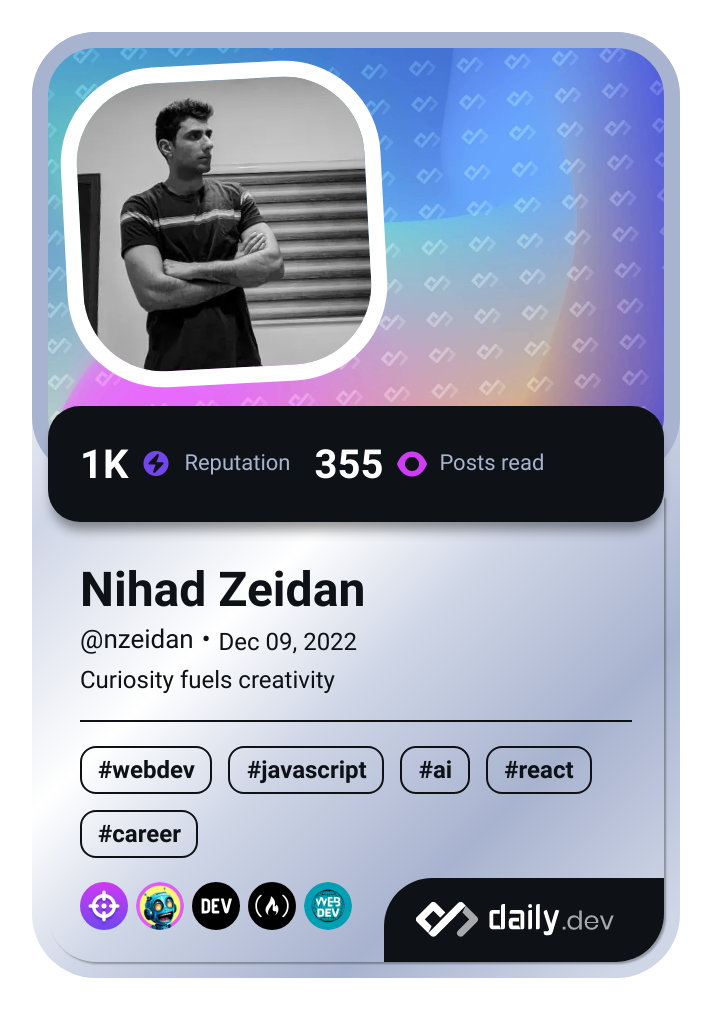 1K Reputation 355 Posts read
Nihad Zeidan
@nzeidan • Dec 09, 2022
Curiosity fuels creativity
#webdev #javascript #ai #react
#career
DEV WEB DEV
daily.dev